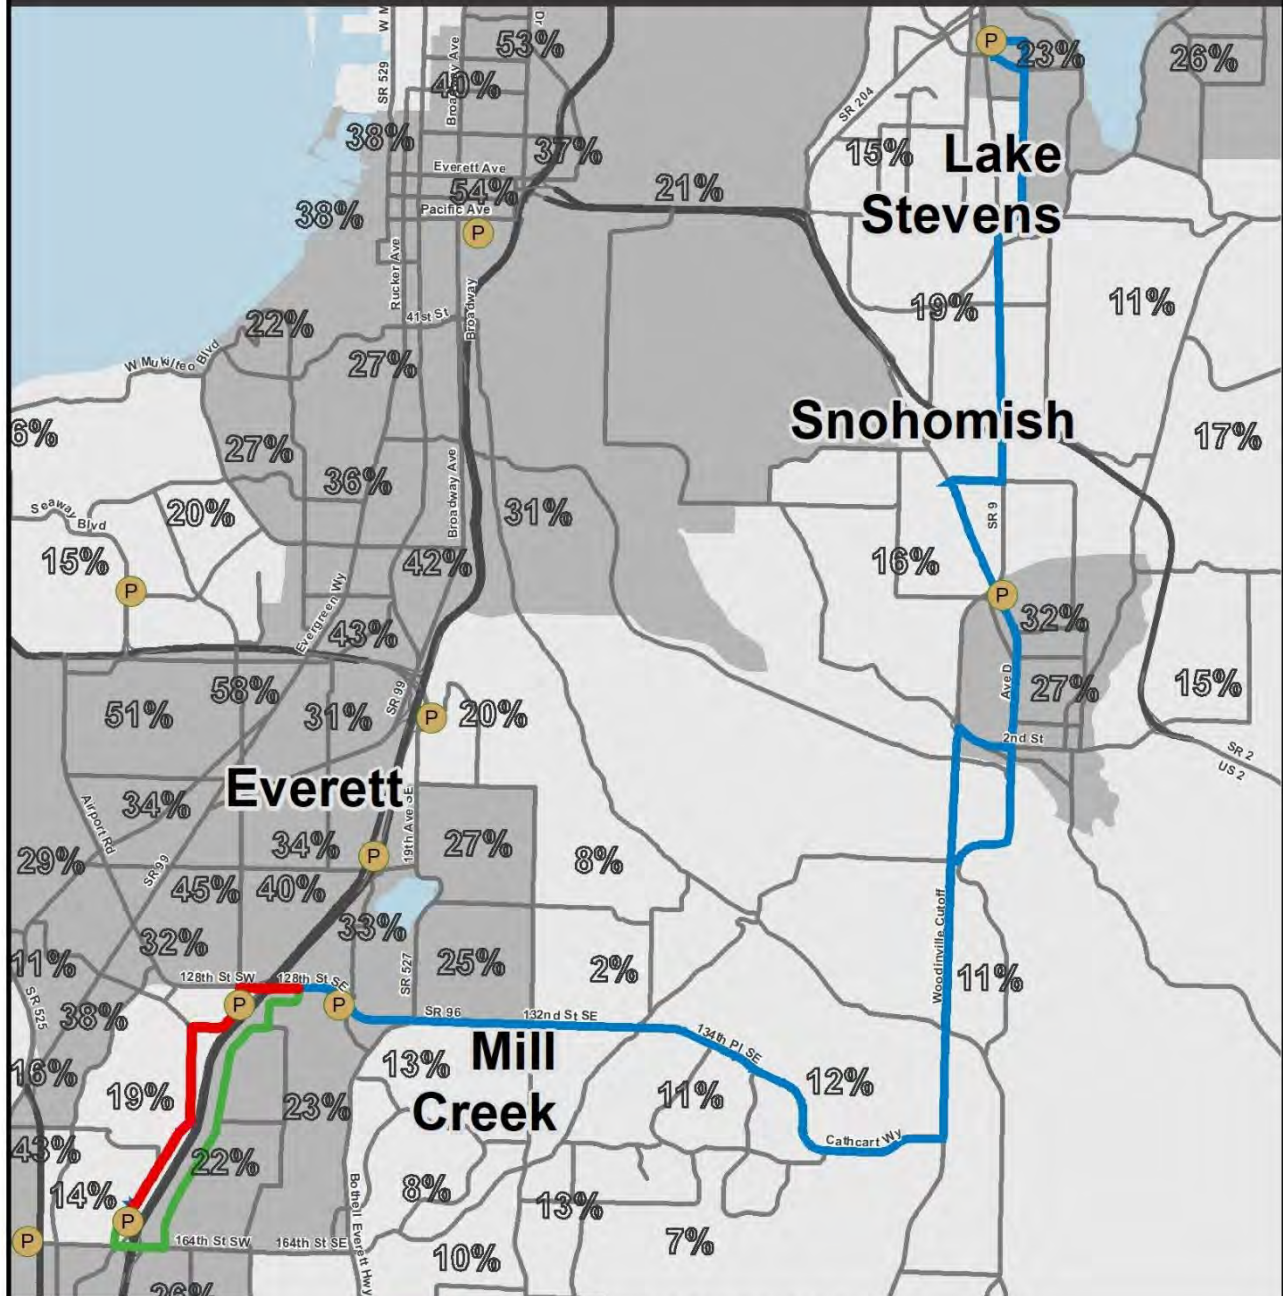 W M
Dr
53%
P
23%
26%
SR 529
Broadway Ave
40%
SR 204
38%
37%
15%
Lake
Stevens
Everett Ave
54%
21%
Pacific Ave
38%
P
Rucker Ave
Broadway
19%
11%
22%
41st St
W Mukilteo Blvd
27%
Snohomish
6%
27%
17%
36%
Broadway Ave
Seaway Blvd
20%
31%
SR 9
15%
42%
16%
P
P
Evergreen Wy
43%
32%
58%
Ave D
27%
15%
51%
31%
SR 99
P
20%
2nd St
SR 2
US 2
Everett
34%
Airport Rd
19th Ave SE
29%
SR 99
34%
P
27%
8%
45%
40%
Woodinville Cutoff
32%
33%
11%
128th St SW
128th St SE
SR 527
25%
2%
11%
SR 525
38%
P
P
SR 96
132nd St SE
134th Pl SE
Mill
Creek
16%
19%
13%
12%
23%
11%
43%
22%
Cathcart Wy
14%
8%
13%
P
P
164th St SW
164th St SE
Bothell Everett Hwy
10%
7%
26%